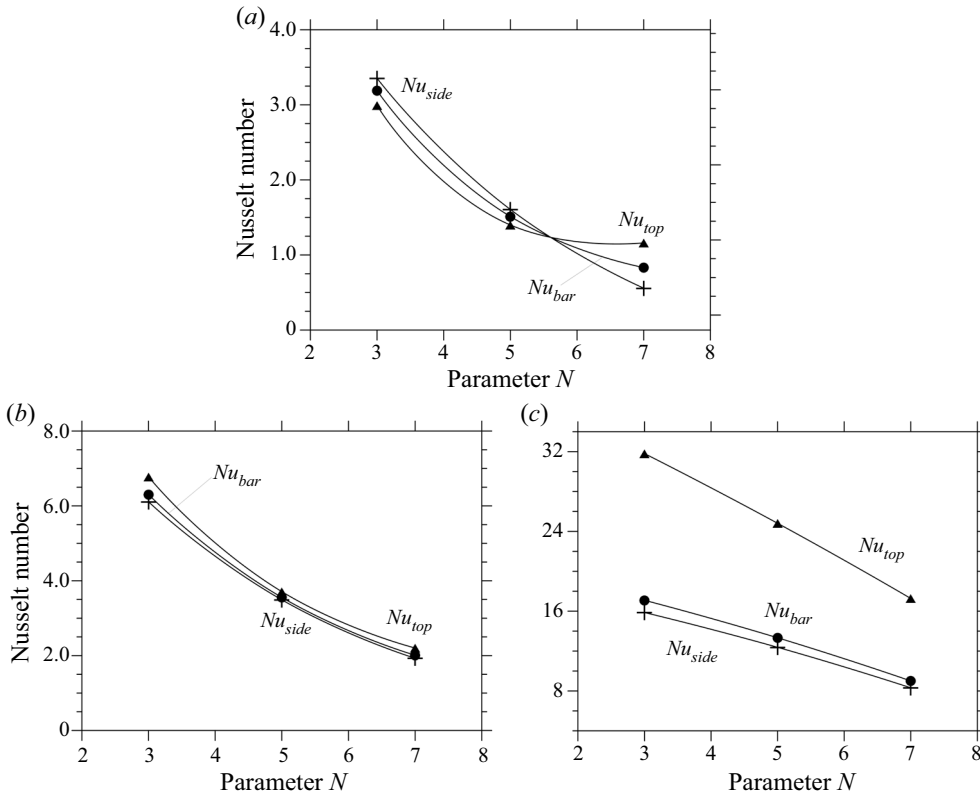 (a)
4.0
3.0
2.0
1.0
0
Nusselt number
Nu_side
Nu_top
Nu_bar
2 3 4 5 6 7 8
Parameter N
(b)
8.0
6.0
4.0
2.0
0
Nusselt number
Nu_bar
Nu_side
Nu_top
2 3 4 5 6 7 8
Parameter N
(c)
32
24
16
8
Nu_top
Nu_bar
Nu_side
2 3 4 5 6 7 8
Parameter N